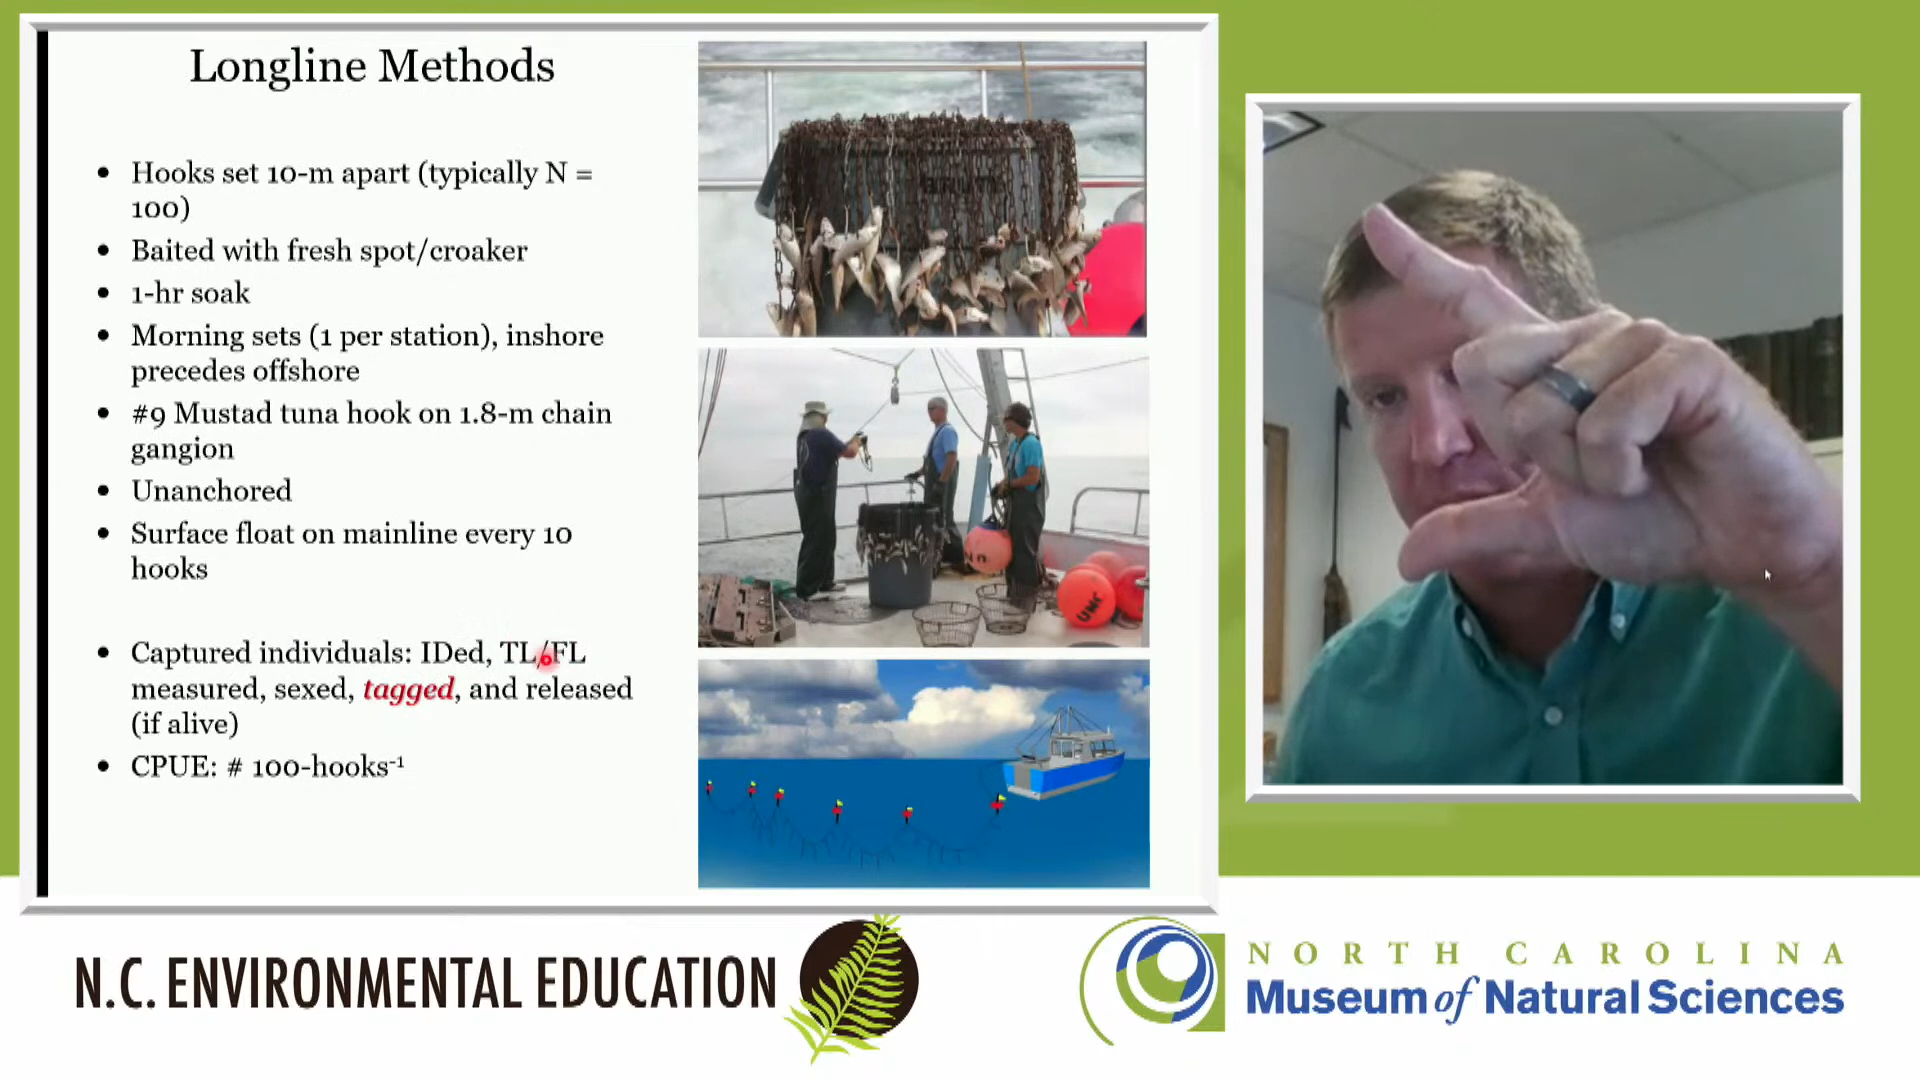 Longline Methods
• Hooks set 10-m apart (typically N =
100)
• Baited with fresh spot/croaker
• 1-hr soak
• Morning sets (1 per station), inshore
precedes offshore
• #9 Mustad tuna hook on 1.8-m chain
gangion
• Unanchored
• Surface float on mainline every 10
hooks
• Captured individuals: IDed, TL/FL
measured, sexed, tagged, and released
(if alive)
• CPUE: # 100-hooks⁻¹
UNC
N.C. ENVIRONMENTAL EDUCATION
NORTH CAROLINA
Museum of Natural Sciences